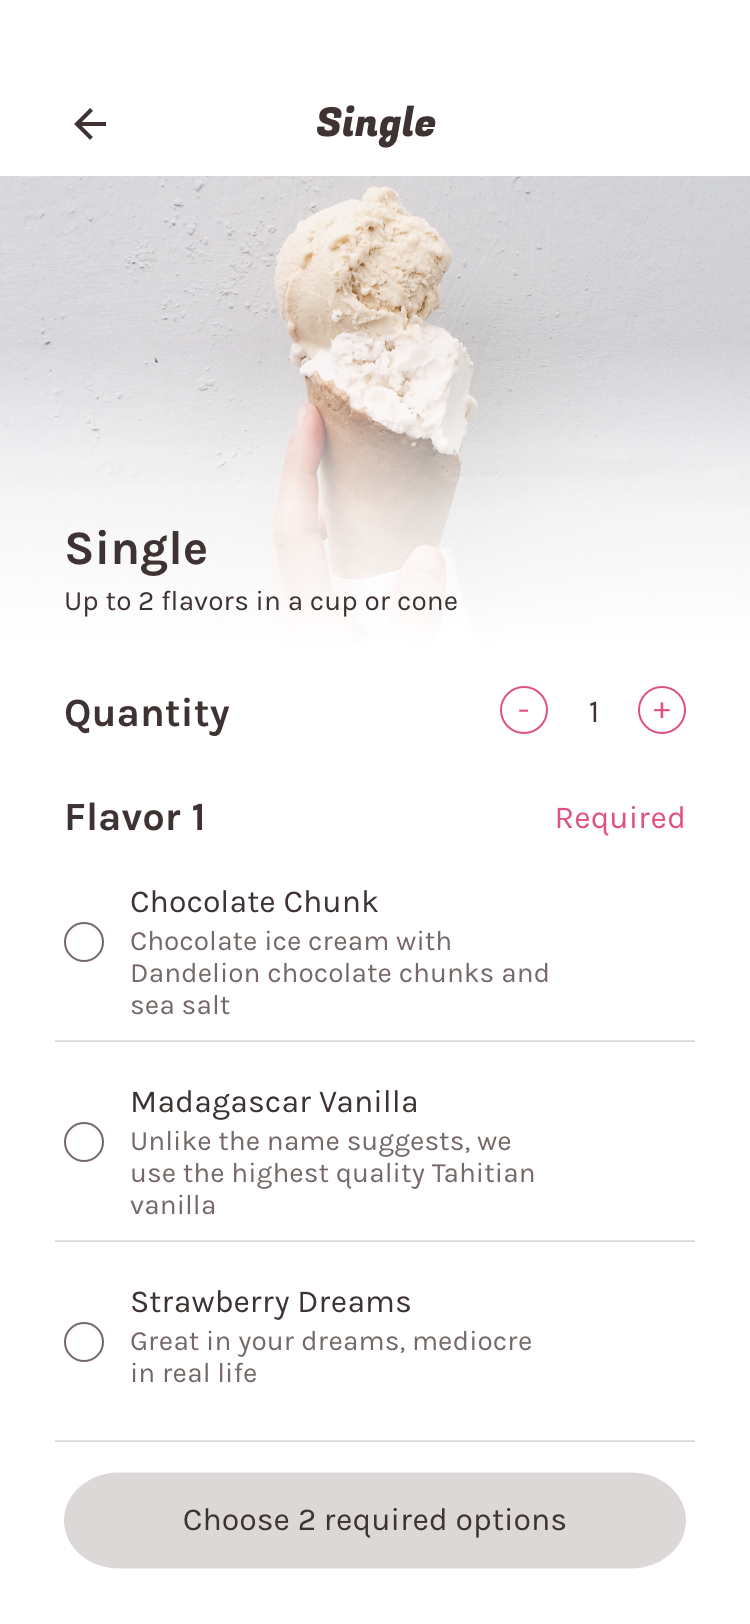 Single
Single
Up to 2 flavors in a cup or cone
Quantity
- 1 +
Flavor 1 Required
Chocolate Chunk
Chocolate ice cream with
Dandelion chocolate chunks and
sea salt
Madagascar Vanilla
Unlike the name suggests, we
use the highest quality Tahitian
vanilla
Strawberry Dreams
Great in your dreams, mediocre
in real life
Choose 2 required options